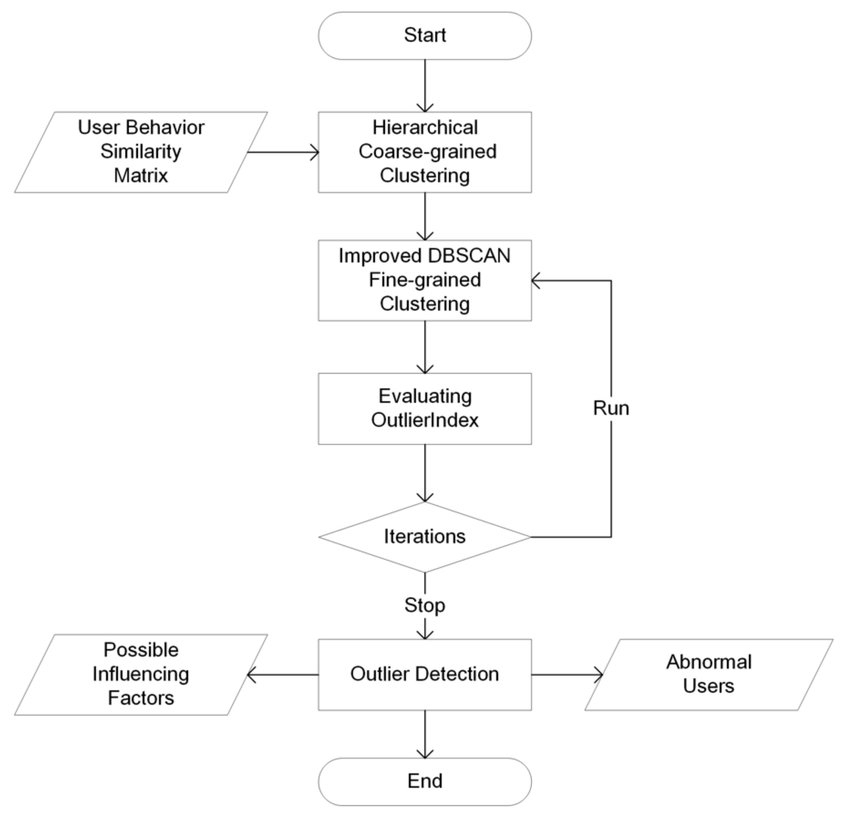 Start
User Behavior
Similarity
Matrix
Hierarchical
Coarse-grained
Clustering
Improved DBSCAN
Fine-grained
Clustering
Evaluating
OutlierIndex
Run
Iterations
Stop
Possible
Influencing
Factors
Outlier Detection
Abnormal
Users
End